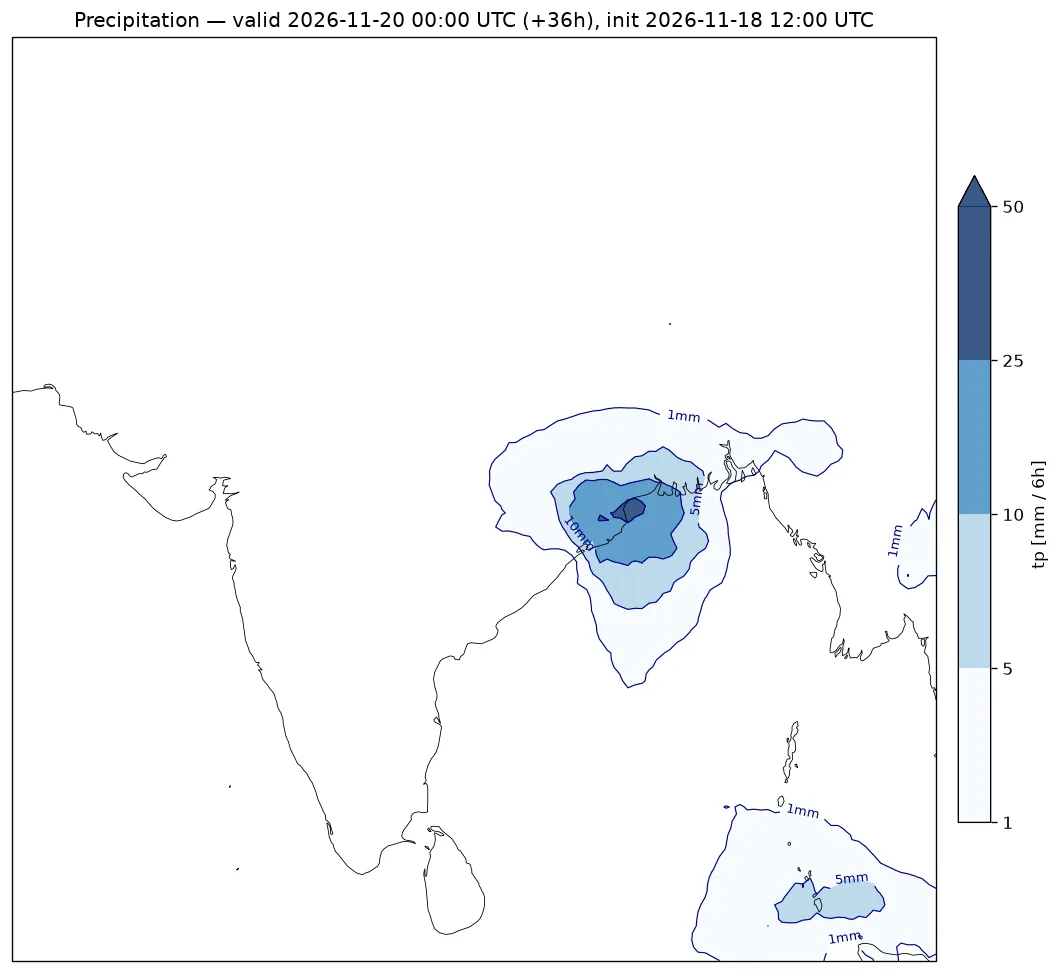 Precipitation — valid 2026-11-20 00:00 UTC (+36h), init 2026-11-18 12:00 UTC
50
25
10
5
1
tp [mm / 6h]
1mm
5mm
10mm
1mm
1mm
5mm
1mm